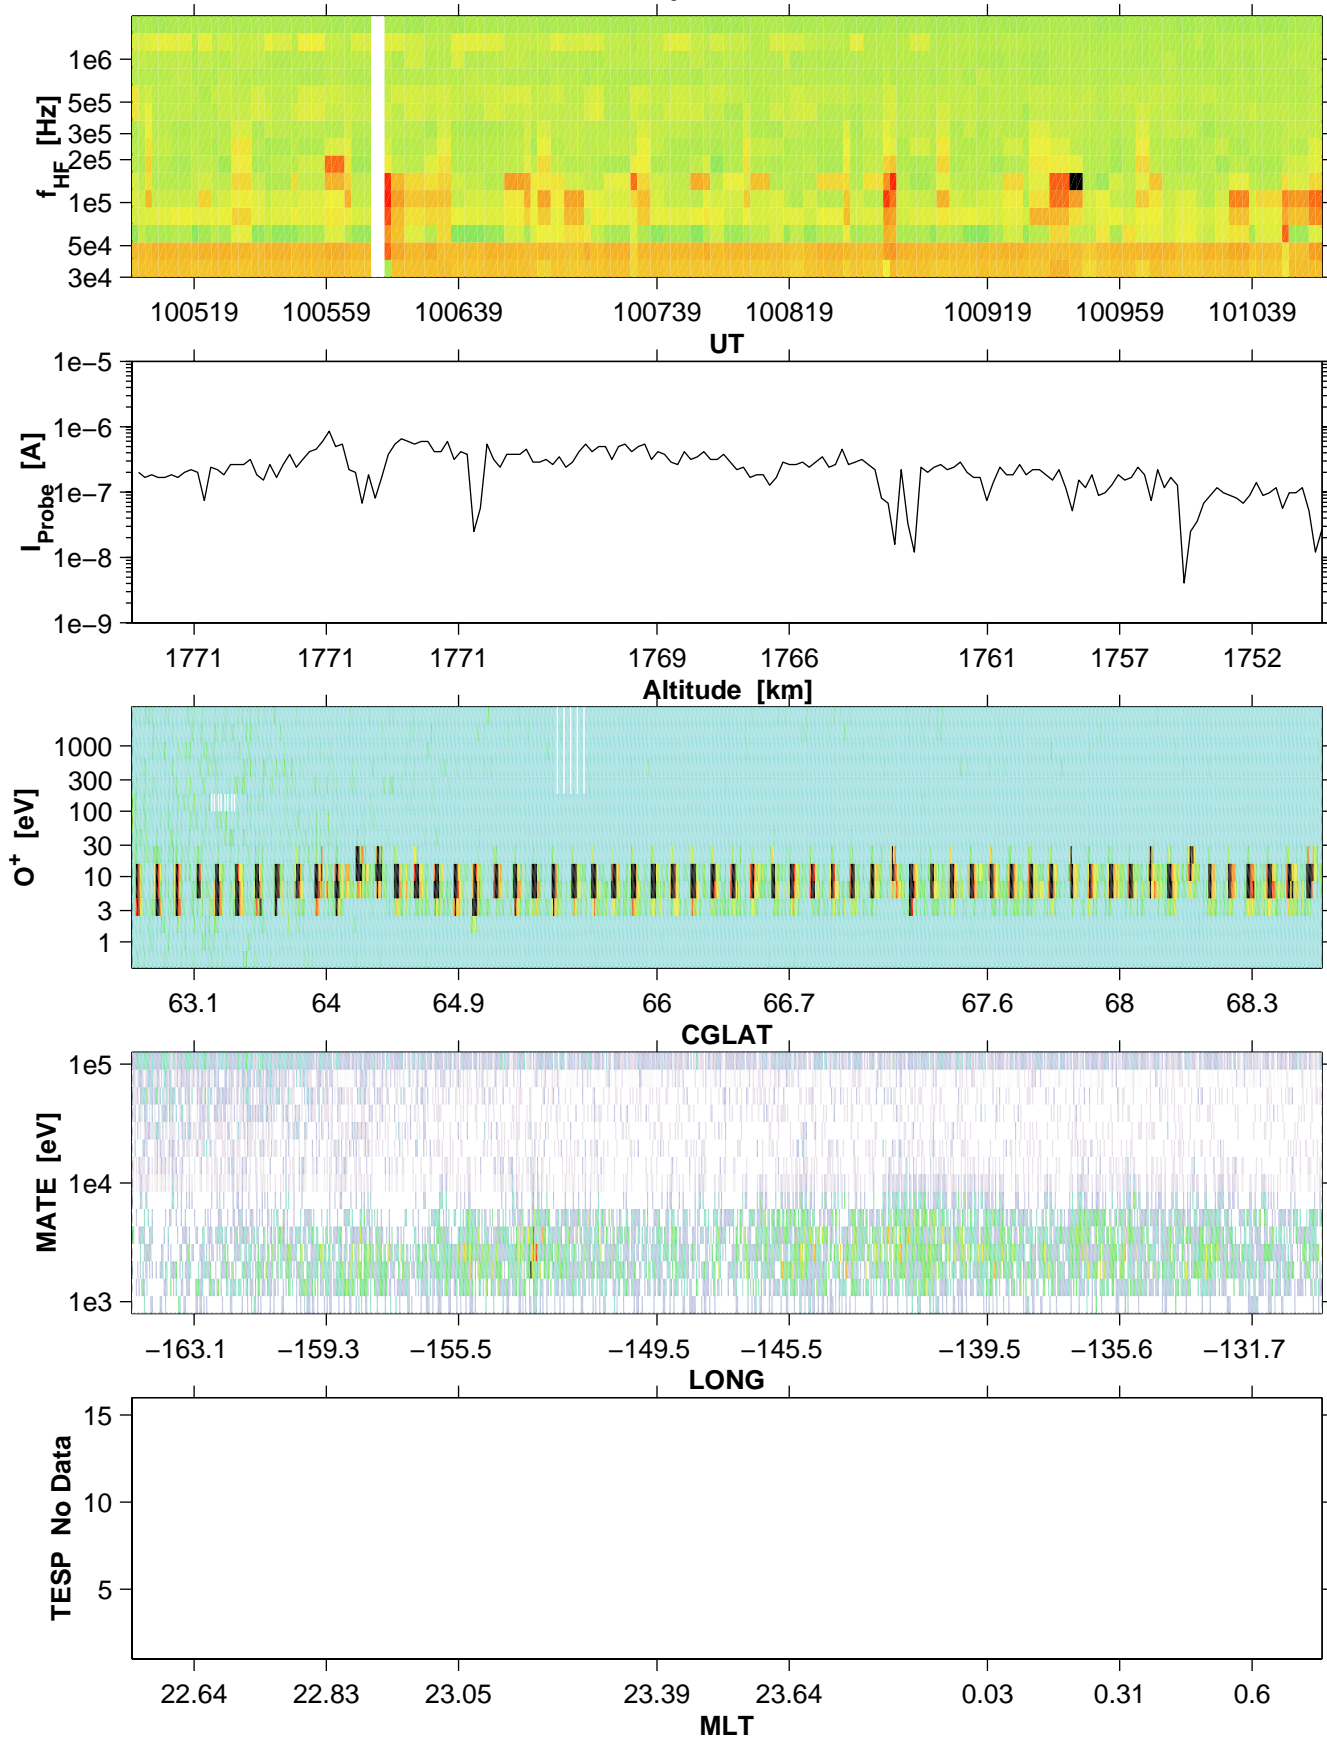 1e6
5e5
3e5
2e5
1e5
5e4
3e4
f_HF [Hz]
100519 100559 100639 100739 100819 100919 100959 101039
UT
1e−5
1e−6
1e−7
1e−8
1e−9
I_Probe [A]
1771 1771 1771 1769 1766 1761 1757 1752
Altitude [km]
1000
300
100
30
10
3
1
O⁺ [eV]
63.1 64 64.9 66 66.7 67.6 68 68.3
CGLAT
1e5
1e4
1e3
MATE [eV]
−163.1 −159.3 −155.5 −149.5 −145.5 −139.5 −135.6 −131.7
LONG
15
10
5
TESP No Data
22.64 22.83 23.05 23.39 23.64 0.03 0.31 0.6
MLT